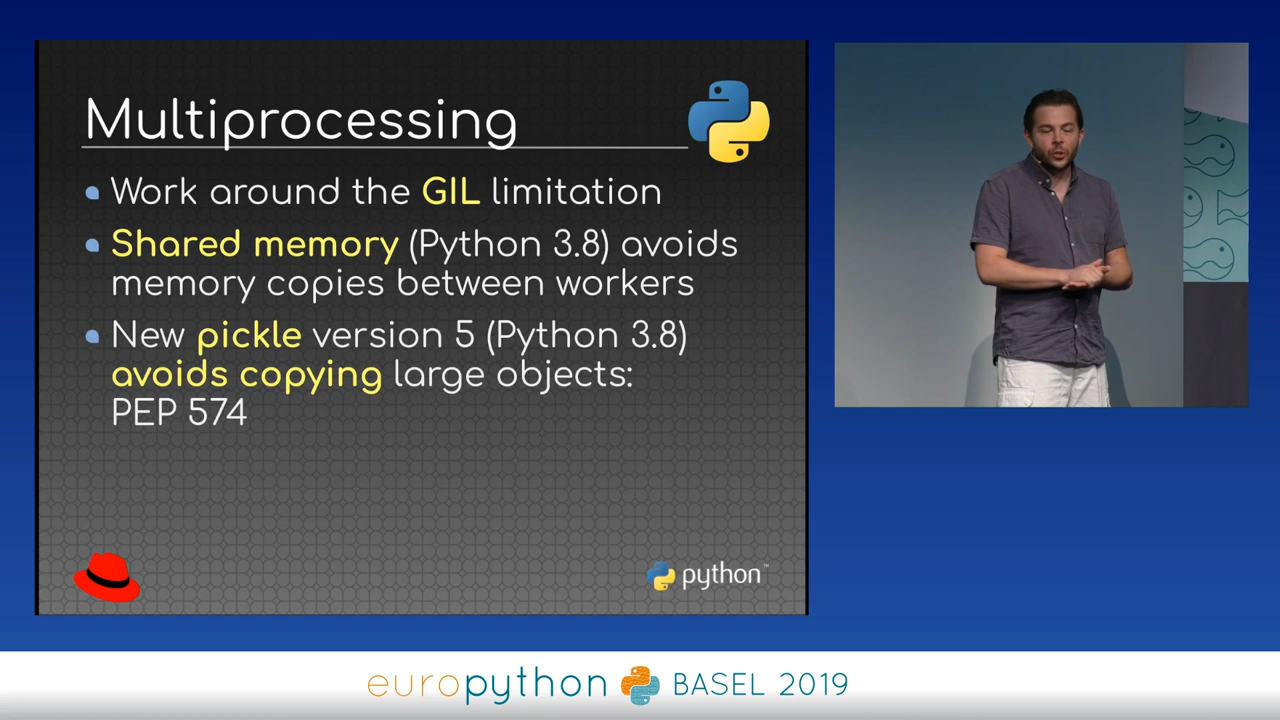 Multiprocessing
Work around the GIL limitation
Shared memory (Python 3.8) avoids
memory copies between workers
New pickle version 5 (Python 3.8)
avoids copying large objects:
PEP 574
python™
europython BASEL 2019